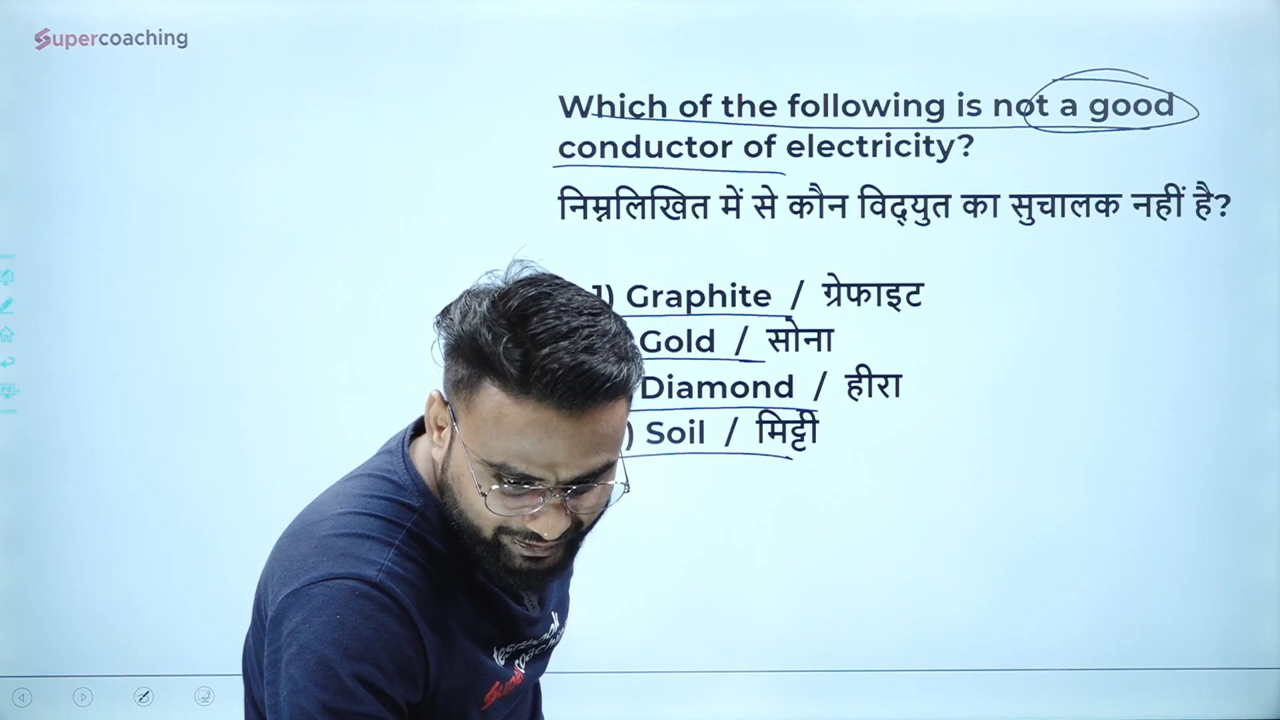 Supercoaching
Which of the following is not a good
conductor of electricity?
निम्नलिखित में से कौन विद्युत का सुचालक नहीं है?
1) Graphite / ग्रेफाइट
Gold / सोना
Diamond / हीरा
) Soil / मिट्टी